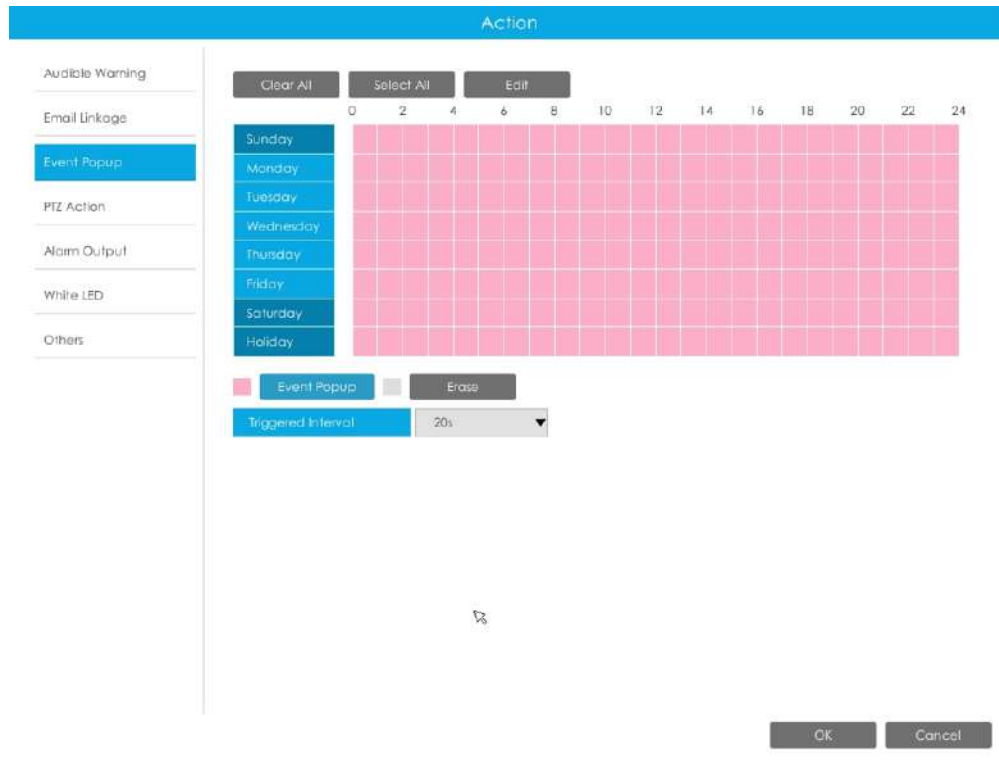 Action
Audible Warning
Email Linkage
Event Popup
PTZ Action
Alarm Output
White LED
Others
Clear All Select All Edit
0 2 4 6 8 10 12 14 16 18 20 22 24
Sunday
Monday
Tuesday
Wednesday
Thursday
Friday
Saturday
Holiday
Event Popup Erase
Triggered Interval 20s
OK Cancel